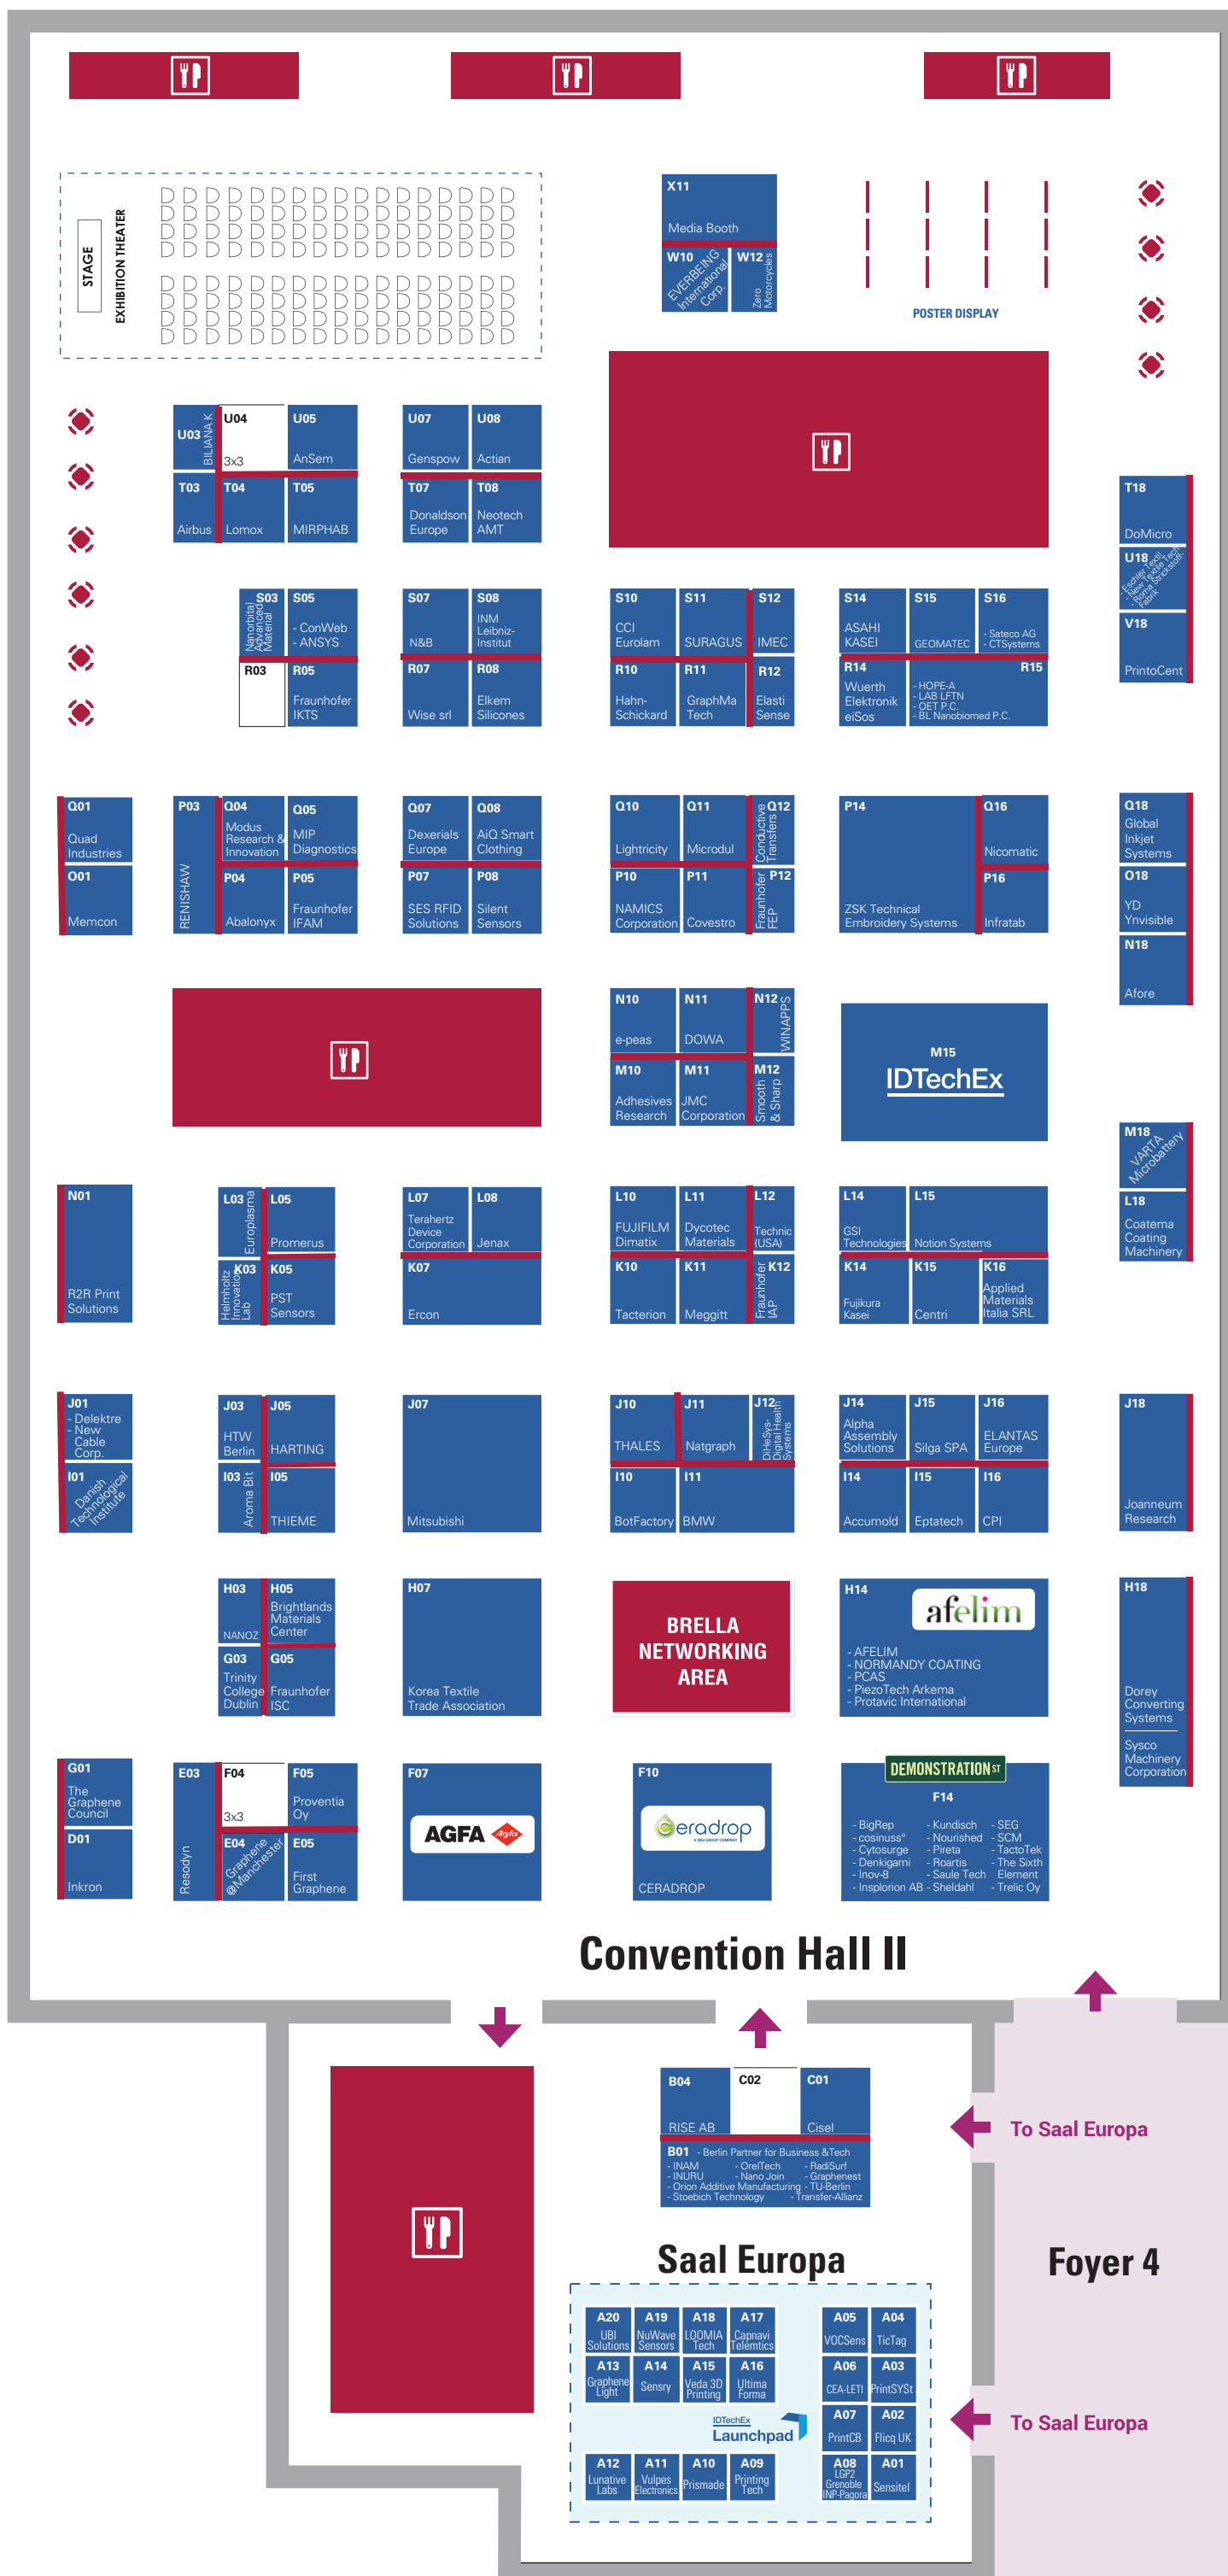 STAGE
EXHIBITION THEATER
X11
Media Booth
W10
EVERBEING
International
Corp.
W12
Zero
Motorcycles
POSTER DISPLAY
U03
BILIANA K
U04
3x3
U05
AnSem
U07
Genspow
U08
Actian
T03
Airbus
T04
Lomox
T05
MIRPHAB
T07
Donaldson
Europe
T08
Neotech
AMT
T18
DoMicro
U18
- Eschler Textil
- New Textile Tech
- Roma Strickstoff-
Fabrik
V18
PrintoCent
S03
Nanorbital
Advanced
Material
S05
- ConWeb
- ANSYS
S07
N&B
S08
INM
Leibniz-
Institut
S10
CCI
Eurolam
S11
SURAGUS
S12
IMEC
S14
ASAHI
KASEI
S15
GEOMATEC
S16
- Sateco AG
- CTSystems
R03
R05
Fraunhofer
IKTS
R07
Wise srl
R08
Elkem
Silicones
R10
Hahn-
Schickard
R11
GraphMa
Tech
R12
Elasti
Sense
R14
Wuerth
Elektronik
eiSos
R15
- HOPE-A
- LAB LFTN
- OET P.C.
- BL Nanobiomed P.C.
Q01
Quad
Industries
O01
Memcon
P03
RENISHAW
Q04
Modus
Research &
Innovation
Q05
MIP
Diagnostics
Q07
Dexerials
Europe
Q08
AiQ Smart
Clothing
Q10
Lightricity
Q11
Microdul
Q12
Conductive
Transfers
P14
ZSK Technical
Embroidery Systems
Q16
Nicomatic
Q18
Global
Inkjet
Systems
P04
Abalonyx
P05
Fraunhofer
IFAM
P07
SES RFID
Solutions
P08
Silent
Sensors
P10
NAMICS
Corporation
P11
Covestro
P12
Fraunhofer
FEP
P16
Infratab
O18
YD
Ynvisible
N18
Afore
N10
e-peas
N11
DOWA
N12
WINAPPS
M10
Adhesives
Research
M11
JMC
Corporation
M12
Smooth
& Sharp
M15
IDTechEx
M18
VARTA
Microbattery
L18
Coatema
Coating
Machinery
N01
R2R Print
Solutions
L03
Europlasma
L05
Promerus
L07
Terahertz
Device
Corporation
L08
Jenax
L10
FUJIFILM
Dimatix
L11
Dycotec
Materials
L12
Technic
(USA)
L14
GSI
Technologies
L15
Notion Systems
K03
Helmholtz
Innovation
Lab
K05
PST
Sensors
K07
Ercon
K10
Tacterion
K11
Meggitt
K12
Fraunhofer
IAP
K14
Fujikura
Kasei
K15
Centri
K16
Applied
Materials
Italia SRL
J01
- Delektre
- New
Cable
Corp.
I01
Danish
Technological
Institute
J03
HTW
Berlin
J05
HARTING
J07
Mitsubishi
J10
THALES
J11
Natgraph
J12
DiHeSys-
Digital Health
Systems
J14
Alpha
Assembly
Solutions
J15
Silga SPA
J16
ELANTAS
Europe
J18
Joanneum
Research
I03
Aroma Bit
I05
THIEME
I10
BotFactory
I11
BMW
I14
Accumold
I15
Eptatech
I16
CPI
H03
NANOZ
H05
Brightlands
Materials
Center
H07
Korea Textile
Trade Association
BRELLA
NETWORKING
AREA
H14
afelim
- AFELIM
- NORMANDY COATING
- PCAS
- PiezoTech Arkema
- Protavic International
H18
Dorey
Converting
Systems
Sysco
Machinery
Corporation
G03
Trinity
College
Dublin
G05
Fraunhofer
ISC
G01
The
Graphene
Council
D01
Inkron
E03
Resodyn
F04
3x3
F05
Proventia
Oy
E04
Graphene
@Manchester
E05
First
Graphene
F07
AGFA
Agfa
F10
Ceradrop
A MGI GROUP COMPANY
CERADROP
DEMONSTRATION ST
F14
- BigRep
- cosinuss°
- Cytosurge
- Denkigami
- Inov-8
- Insplorion AB
- Kundisch
- Nourished
- Pireta
- Roartis
- Saule Tech
- Sheldahl
- SEG
- SCM
- TactoTek
- The Sixth
Element
- Trelic Oy
Convention Hall II
B04
RISE AB
C02
C01
Cisel
B01 - Berlin Partner for Business &Tech
- INAM - OrelTech - RadiSurf
- INURU - Nano Join - Graphenest
- Orion Additive Manufacturing - TU-Berlin
- Stoebich Technology - Transfer-Allianz
To Saal Europa
Saal Europa
Foyer 4
A20
UBI
Solutions
A19
NuWave
Sensors
A18
LOOMIA
Tech
A17
Capnavi
Telemtics
A05
VOCSens
A04
TicTag
A13
Graphene
Light
A14
Sensry
A15
Veda 3D
Printing
A16
Ultima
Forma
A06
CEA-LETI
A03
PrintSYSt
IDTechEx
Launchpad
A07
PrintCB
A02
Flicq UK
To Saal Europa
A12
Lunative
Labs
A11
Vulpes
Electronics
A10
Prismade
A09
Printing
Tech
A08
LGP2
Grenoble
INP-Pagora
A01
Sensitel